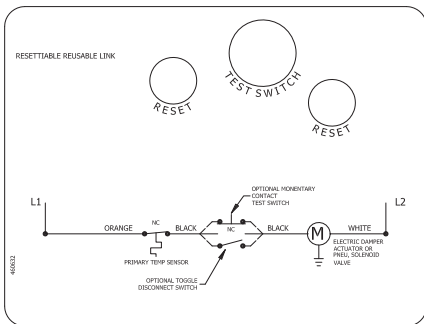 RESETTIABLE REUSABLE LINK
TEST SWITCH
RESET
RESET
L1
L2
OPTIONAL MONENTARY
CONTACT
TEST SWITCH
ORANGE
NC
BLACK
NC
BLACK
M
WHITE
PRIMARY TEMP SENSOR
ELECTRIC DAMPER
ACTUATOR OR
PNEU, SOLENOID
VALVE
OPTIONAL TOGGLE
DISCONNECT SWITCH
460632